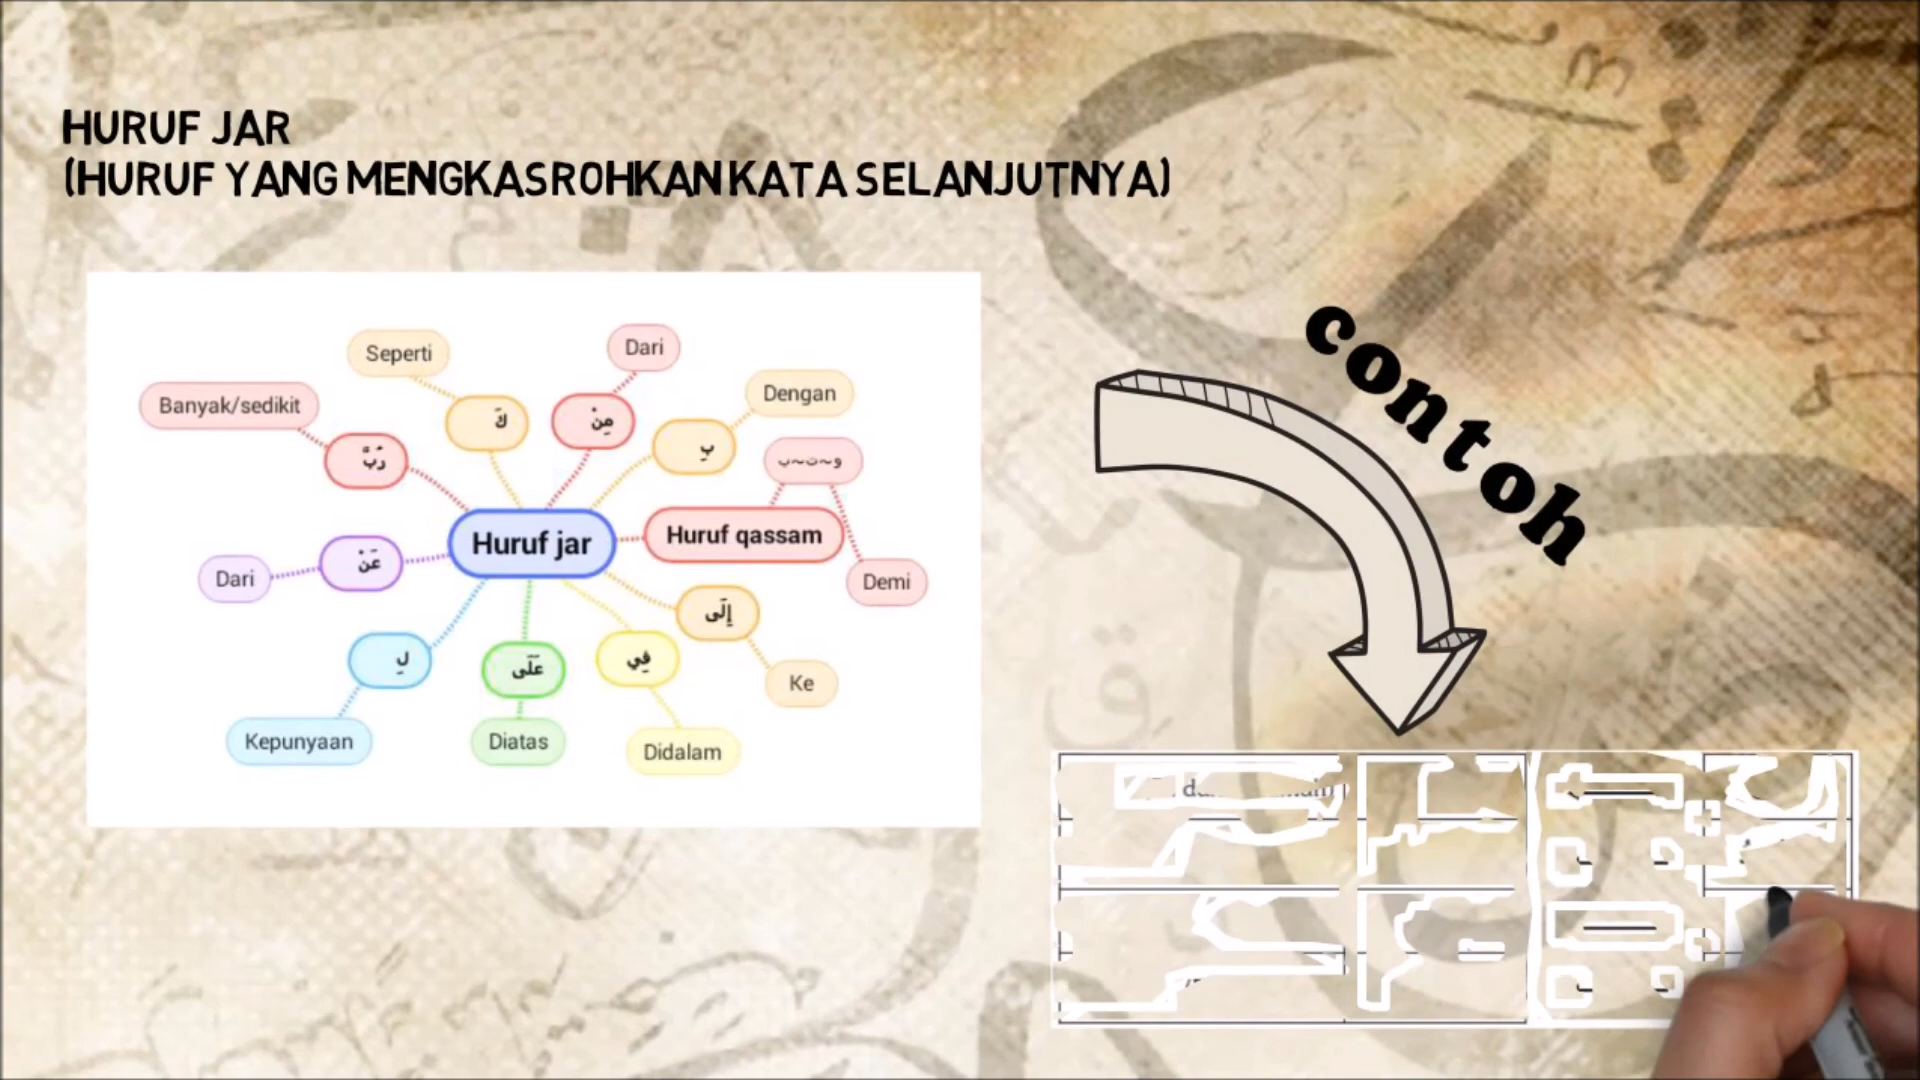 HURUF JAR
(HURUF YANG MENGKASROHKAN KATA SELANJUTNYA)
contoh
Seperti
Dari
Dengan
Banyak/sedikit
كَ
مِنْ
بِ
رُبَّ
و~ت~ب
Huruf jar
Huruf qassam
Dari
عَنْ
Demi
إِلَى
لِ
عَلَى
فِي
Ke
Kepunyaan
Diatas
Didalam